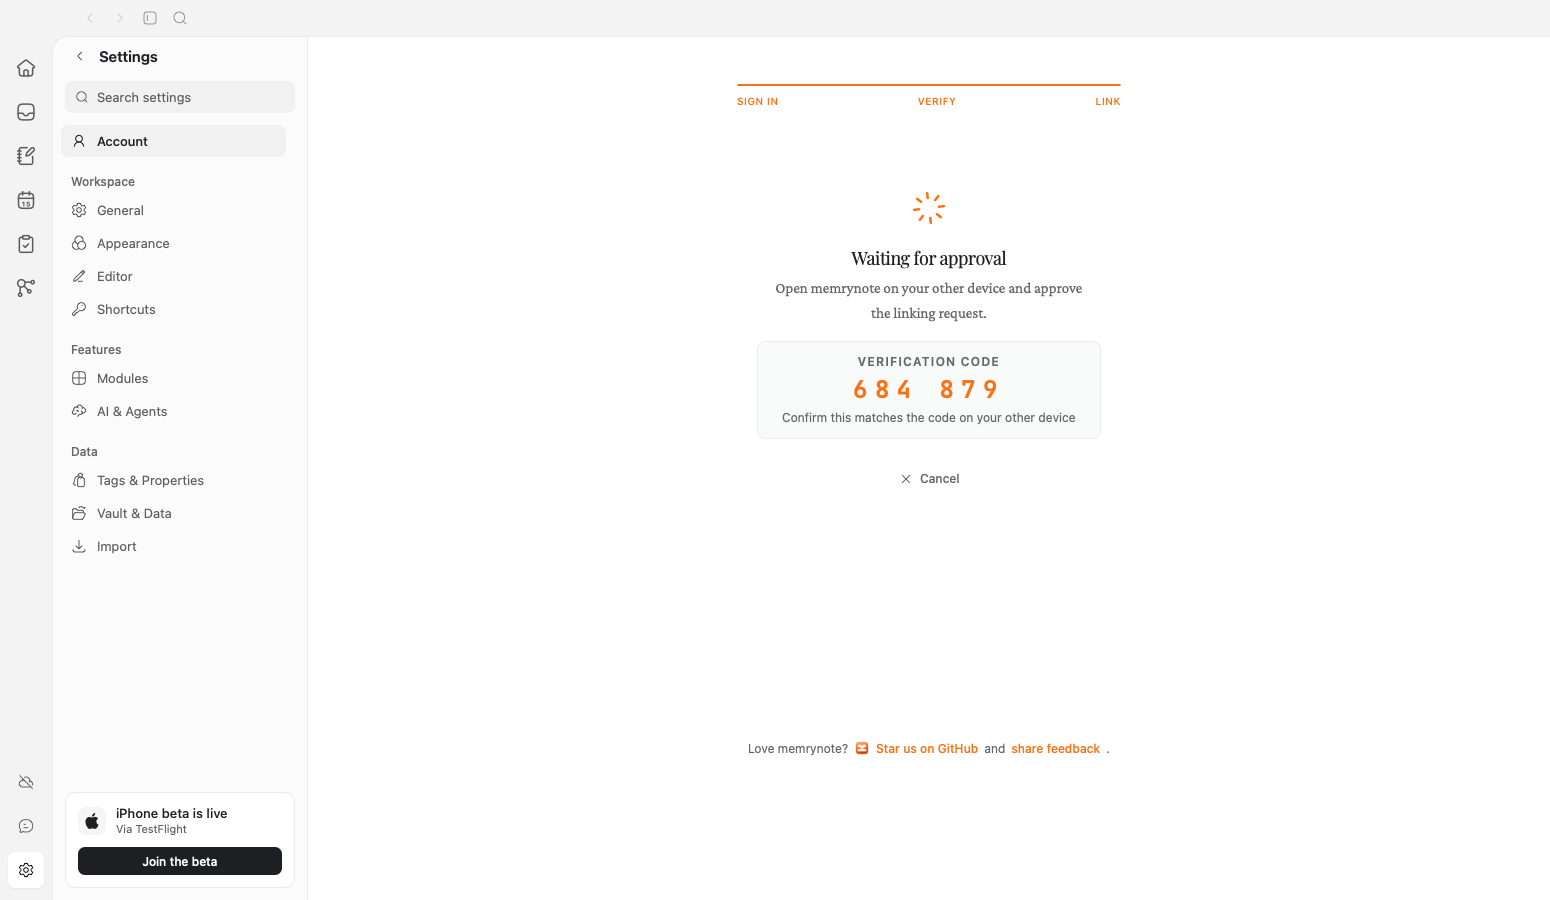 Settings
Search settings
Account
Workspace
General
Appearance
Editor
Shortcuts
Features
Modules
AI & Agents
Data
Tags & Properties
Vault & Data
Import
iPhone beta is live
Via TestFlight
Join the beta
SIGN IN
VERIFY
LINK
Waiting for approval
Open memrynote on your other device and approve
the linking request.
VERIFICATION CODE
684 879
Confirm this matches the code on your other device
Cancel
Love memrynote? Star us on GitHub and share feedback .
15